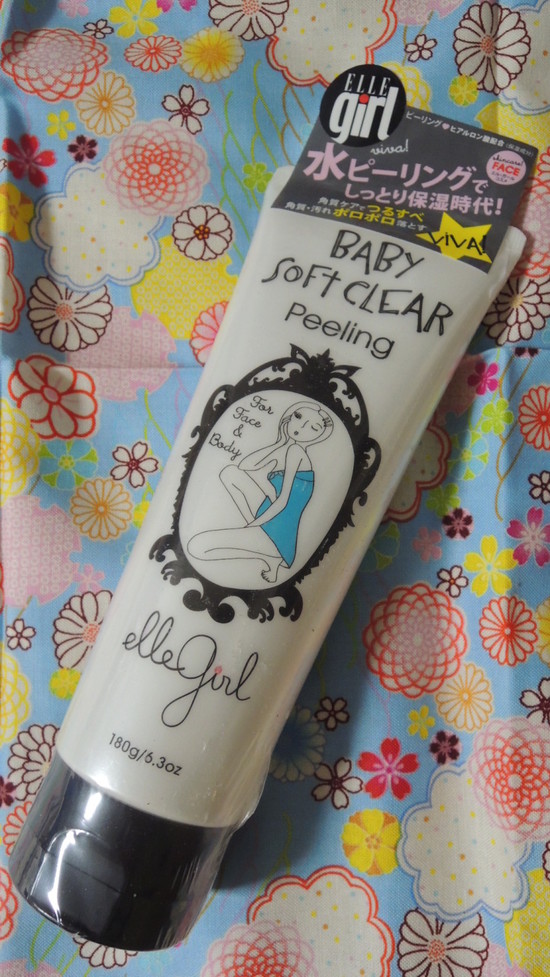 ELLE
girl
ピーリング
ヒアルロン酸配合
viva!
水ピーリングで
しっとり保湿時代!
FACE
角質ケアでつるすべ
角質・汚れポロポロ落とす
ViVA!
BABY
SOFT CLEAR
Peeling
For
Face
&
Body
elle girl
180g/6.3oz